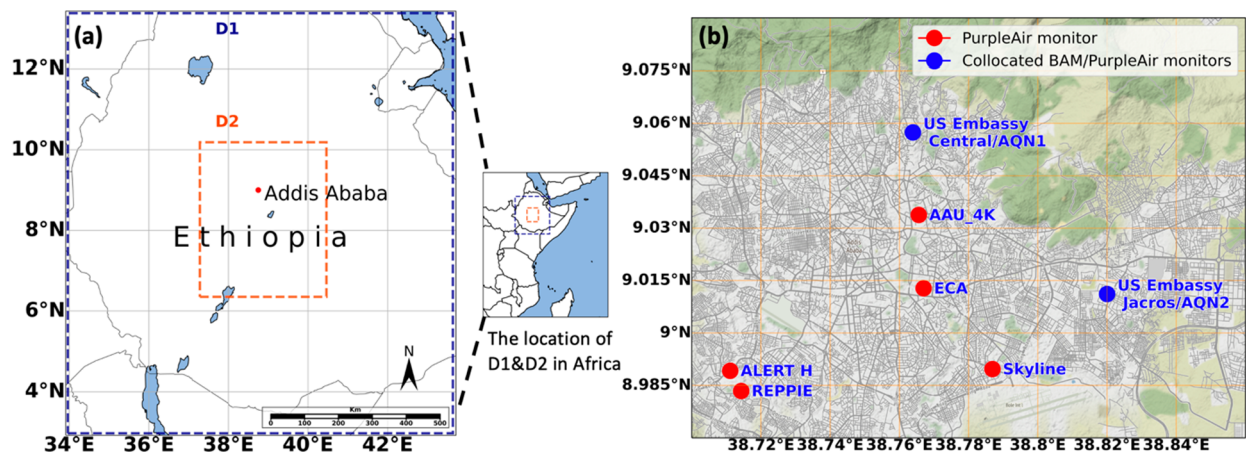 (a)
D1
12°N
10°N
8°N
6°N
4°N
D2
Addis Ababa
Ethiopia
N
Km
0 100 200 300 400 500
34°E
36°E
38°E
40°E
42°E
The location of
D1&D2 in Africa
(b)
PurpleAir monitor
Collocated BAM/PurpleAir monitors
9.075°N
9.06°N
9.045°N
9.03°N
9.015°N
9°N
8.985°N
US Embassy
Central/AQN1
AAU_4K
ECA
US Embassy
Jacros/AQN2
ALERT H
REPPIE
Skyline
38.72°E
38.74°E
38.76°E
38.78°E
38.8°E
38.82°E
38.84°E